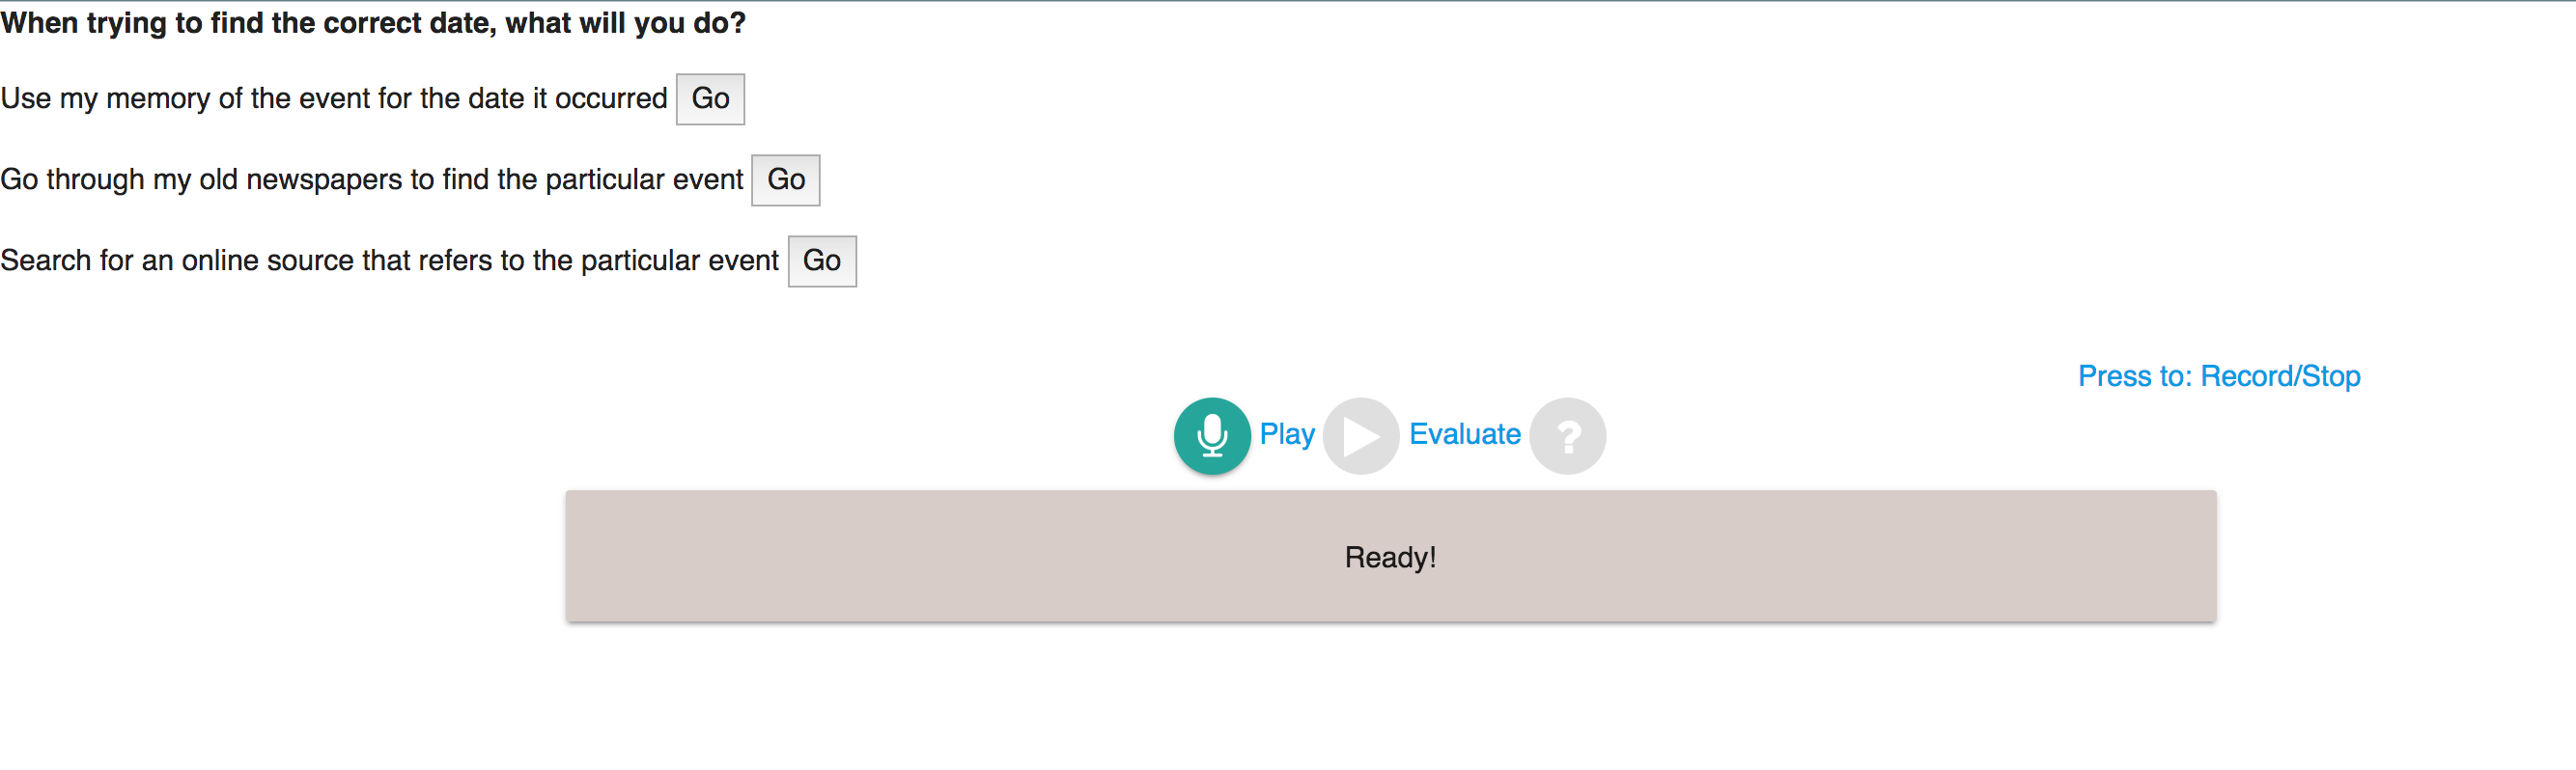 When trying to find the correct date, what will you do?
Use my memory of the event for the date it occurred Go
Go through my old newspapers to find the particular event Go
Search for an online source that refers to the particular event Go
Press to: Record/Stop
Play Evaluate ?
Ready!